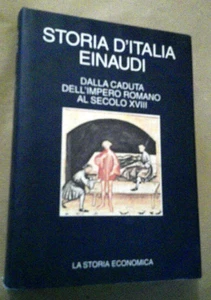 STORIA D'ITALIA
EINAUDI
DALLA CADUTA
DELL'IMPERO ROMANO
AL SECOLO XVIII
LA STORIA ECONOMICA